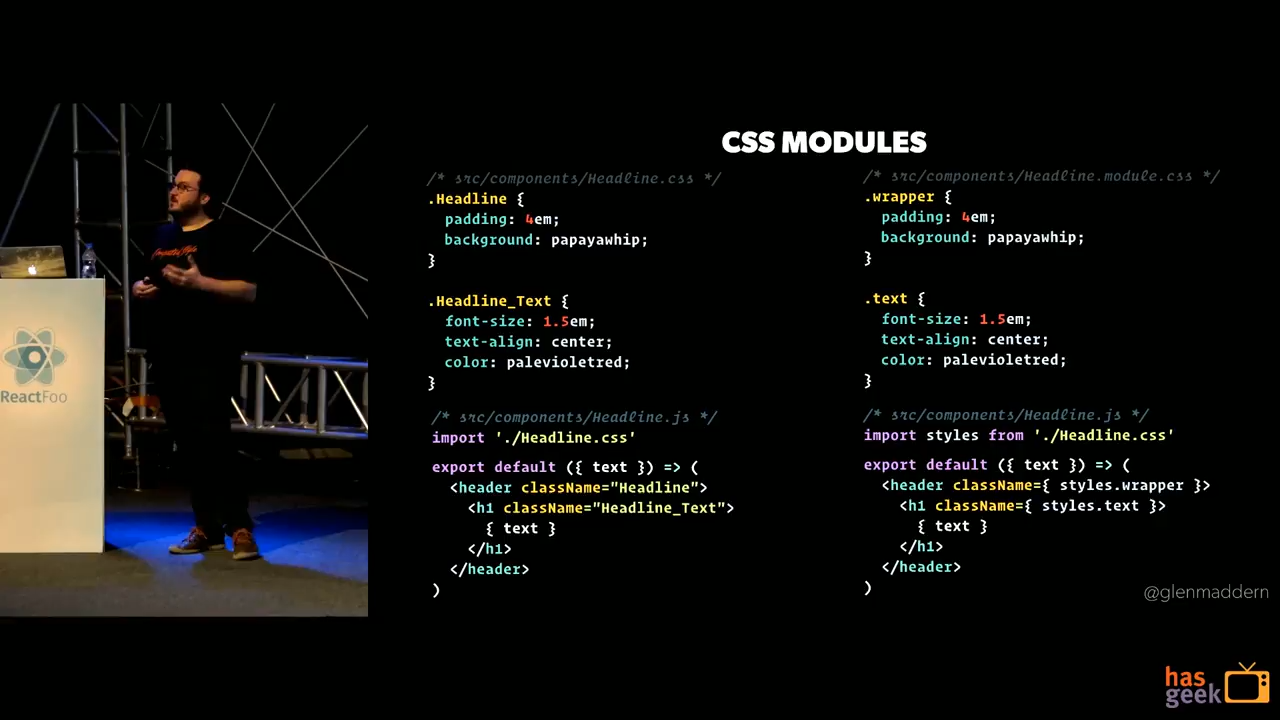 CSS MODULES
/* src/components/Headline.css */
.Headline {
padding: 4em;
background: papayawhip;
}
.Headline_Text {
font-size: 1.5em;
text-align: center;
color: palevioletred;
}
/* src/components/Headline.js */
import './Headline.css'
export default ({ text }) => (
<header className="Headline">
<h1 className="Headline_Text">
{ text }
</h1>
</header>
)
/* src/components/Headline.module.css */
.wrapper {
padding: 4em;
background: papayawhip;
}
.text {
font-size: 1.5em;
text-align: center;
color: palevioletred;
}
/* src/components/Headline.js */
import styles from './Headline.css'
export default ({ text }) => (
<header className={ styles.wrapper }>
<h1 className={ styles.text }>
{ text }
</h1>
</header>
)
@glenmaddern
ReactFoo
has
geek